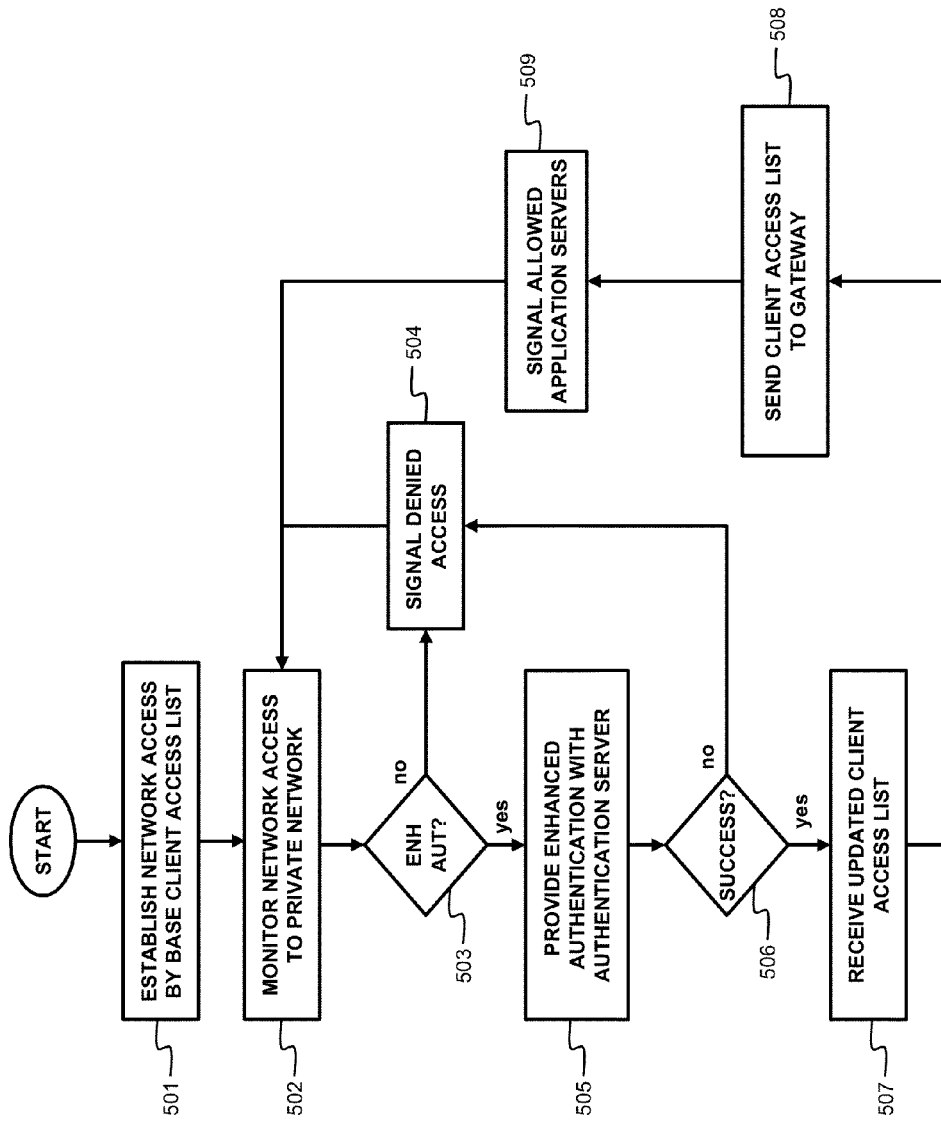 START
ESTABLISH NETWORK ACCESS
BY BASE CLIENT ACCESS LIST
501
MONITOR NETWORK ACCESS
TO PRIVATE NETWORK
502
ENH
AUT?
503
no
yes
SIGNAL DENIED
ACCESS
504
PROVIDE ENHANCED
AUTHENTICATION WITH
AUTHENTICATION SERVER
505
SUCCESS?
506
no
yes
RECEIVE UPDATED CLIENT
ACCESS LIST
507
SEND CLIENT ACCESS LIST
TO GATEWAY
508
SIGNAL ALLOWED
APPLICATION SERVERS
509